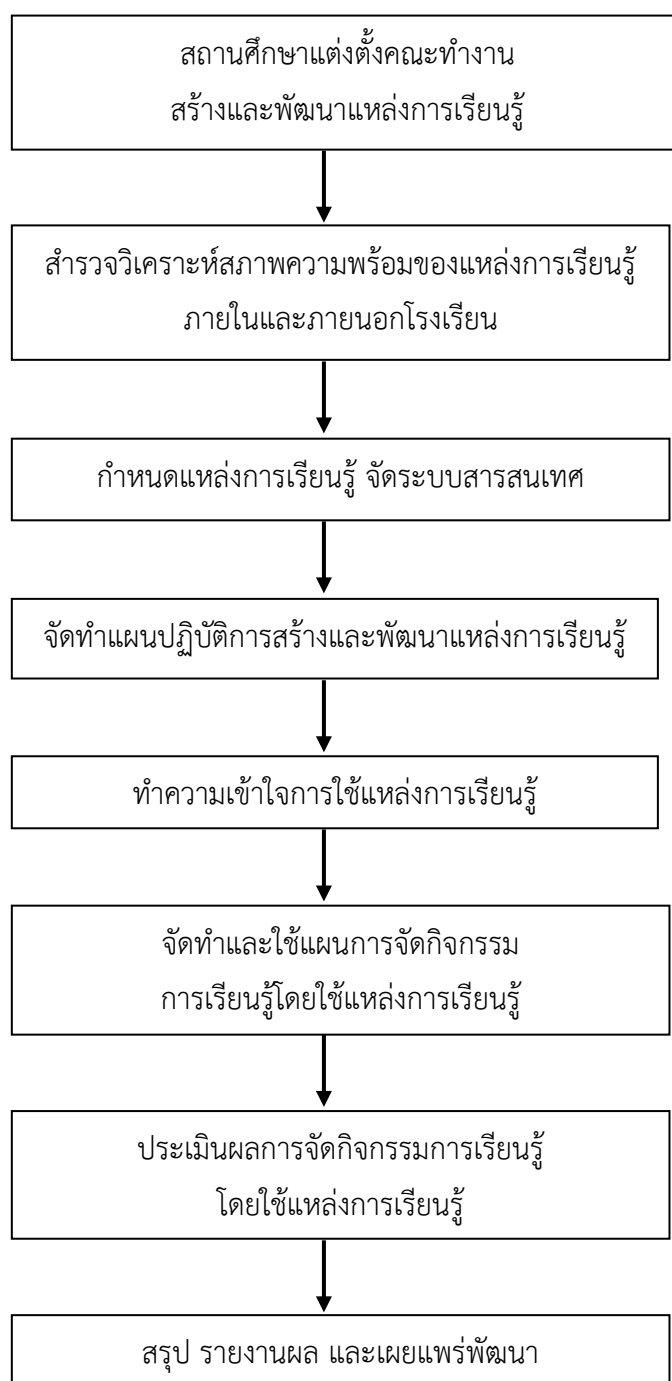 สถานศึกษาแต่งตั้งคณะทำงาน
สร้างและพัฒนาแหล่งการเรียนรู้
สำรวจวิเคราะห์สภาพความพร้อมของแหล่งการเรียนรู้
ภายในและภายนอกโรงเรียน
กำหนดแหล่งการเรียนรู้ จัดระบบสารสนเทศ
จัดทำแผนปฏิบัติการสร้างและพัฒนาแหล่งการเรียนรู้
ทำความเข้าใจการใช้แหล่งการเรียนรู้
จัดทำและใช้แผนการจัดกิจกรรม
การเรียนรู้โดยใช้แหล่งการเรียนรู้
ประเมินผลการจัดกิจกรรมการเรียนรู้
โดยใช้แหล่งการเรียนรู้
สรุป รายงานผล และเผยแพร่พัฒนา